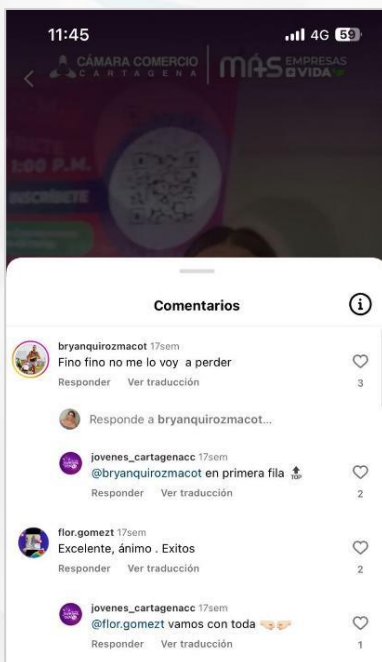 11:45
4G 59
CÁMARA COMERCIO
CARTAGENA
MÁS EMPRESAS
VIDA
:00 P.M.
INSCRÍBETE
Comentarios
bryanquirozmacot 17sem
Fino fino no me lo voy a perder
Responder Ver traducción
3
Responde a bryanquirozmacot...
jovenes_cartagenacc 17sem
@bryanquirozmacot en primera fila 🔝
Responder Ver traducción
2
flor.gomezt 17sem
Excelente, ánimo . Exitos
Responder Ver traducción
2
jovenes_cartagenacc 17sem
@flor.gomezt vamos con toda 🤜🏻🤛🏻
Responder Ver traducción
1